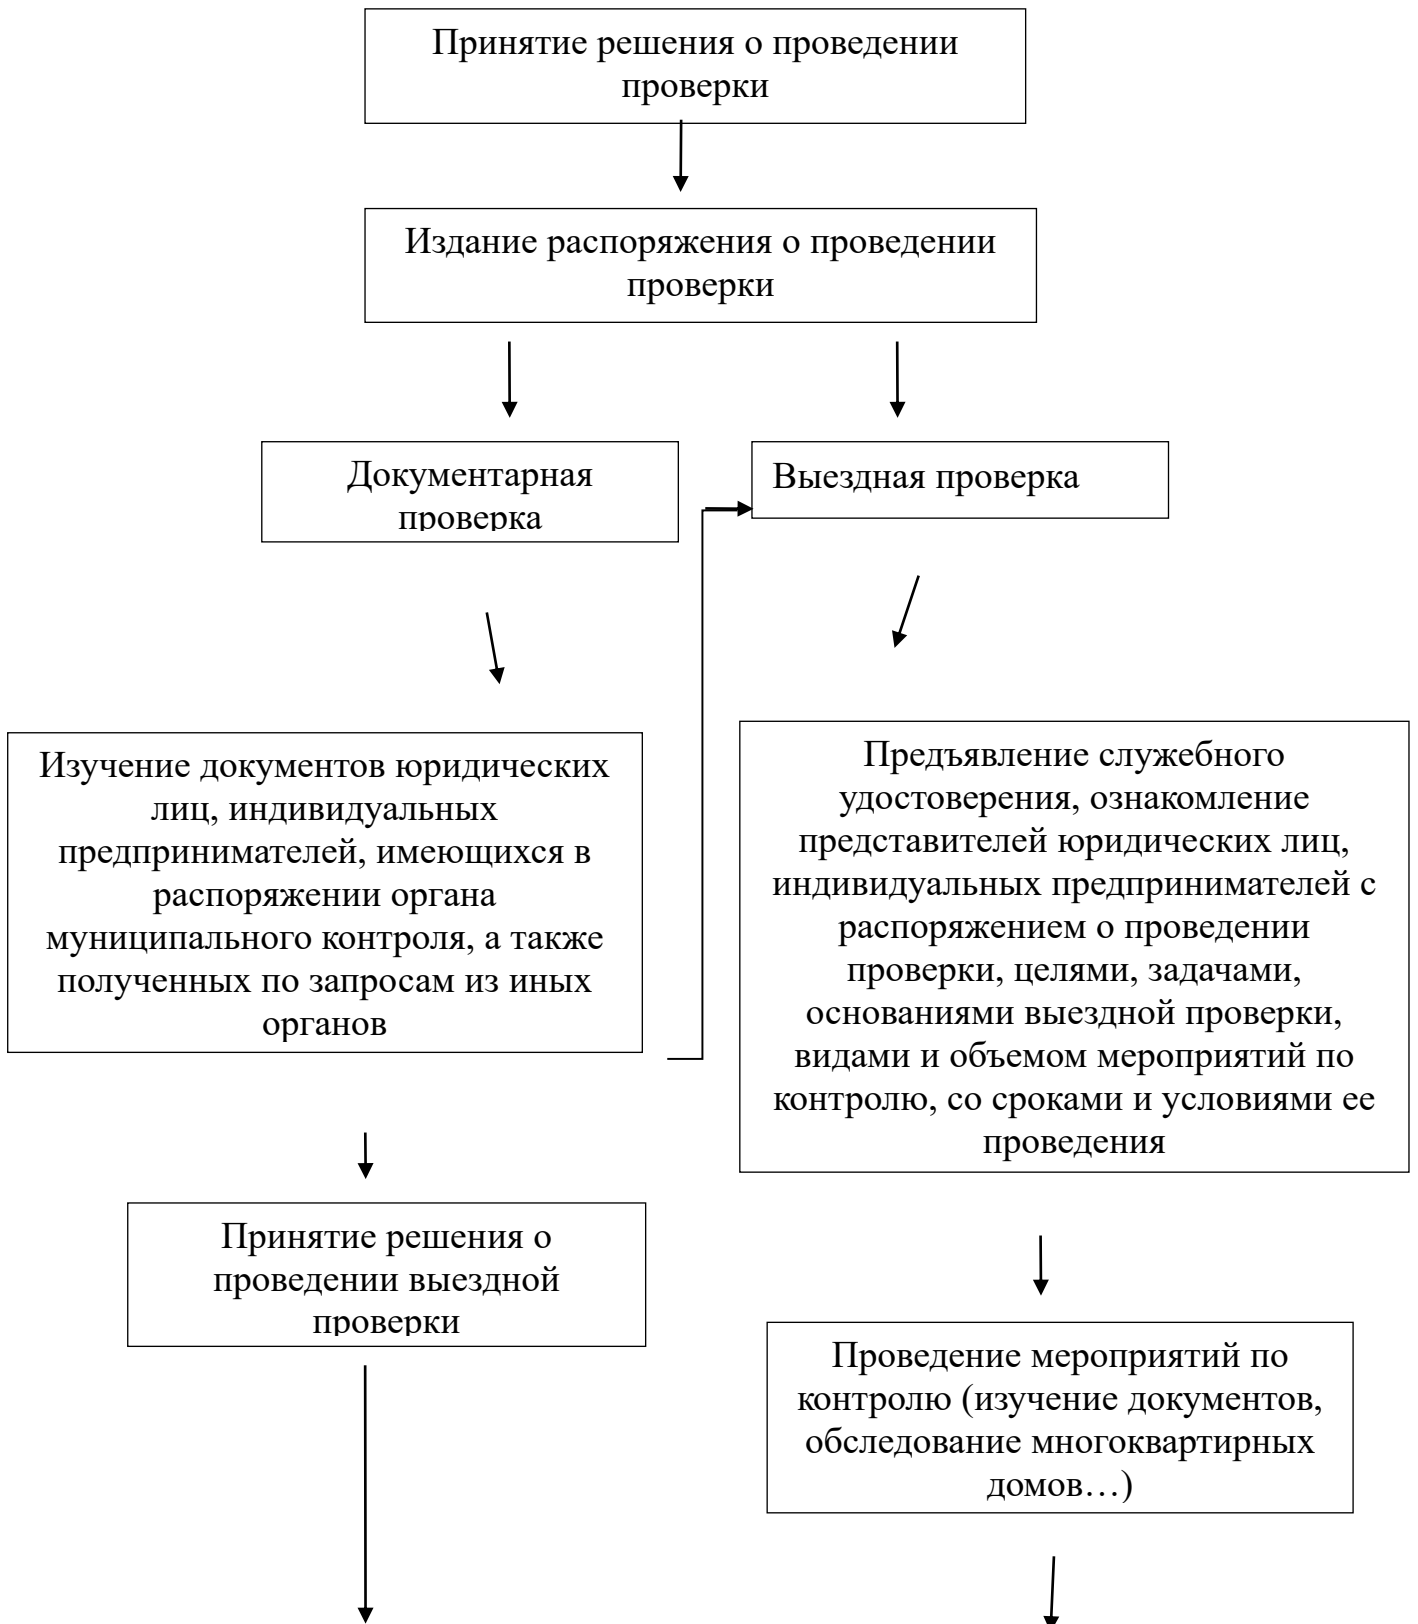 Принятие решения о проведении
проверки
Издание распоряжения о проведении
проверки
Документарная
проверка
Выездная проверка
Изучение документов юридических
лиц, индивидуальных
предпринимателей, имеющихся в
распоряжении органа
муниципального контроля, а также
полученных по запросам из иных
органов
Предъявление служебного
удостоверения, ознакомление
представителей юридических лиц,
индивидуальных предпринимателей с
распоряжением о проведении
проверки, целями, задачами,
основаниями выездной проверки,
видами и объемом мероприятий по
контролю, со сроками и условиями ее
проведения
Принятие решения о
проведении выездной
проверки
Проведение мероприятий по
контролю (изучение документов,
обследование многоквартирных
домов…)